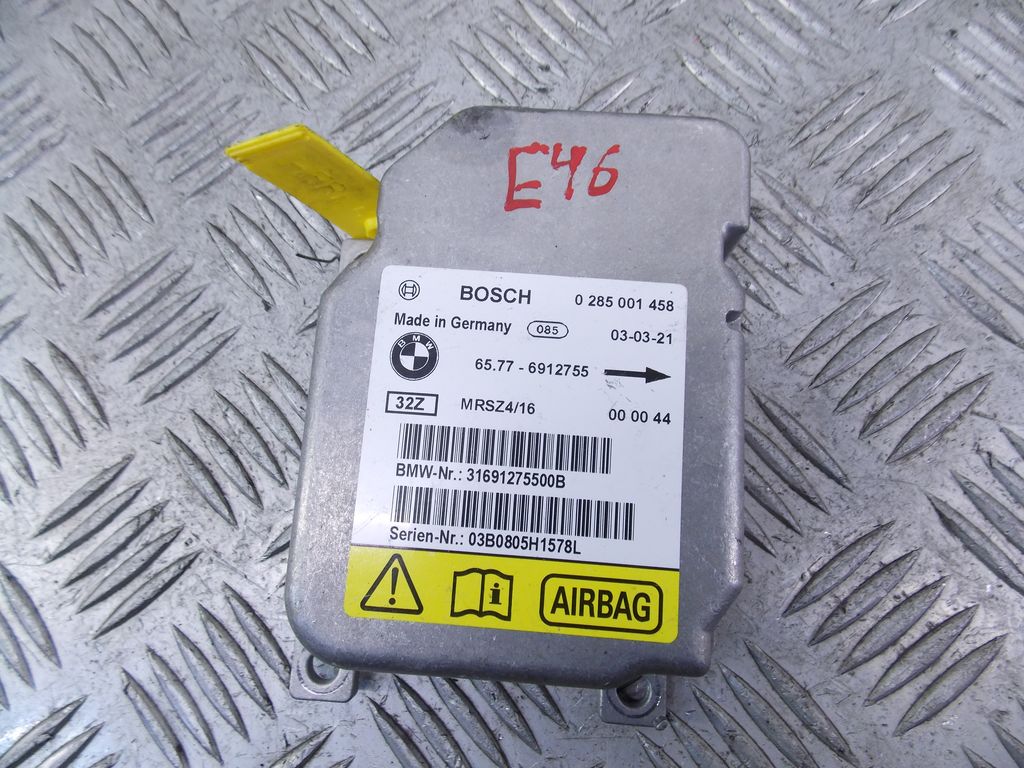 E46
BOSCH 0 285 001 458
Made in Germany 085 03-03-21
BMW
65.77 - 6912755
32Z MRSZ4/16 00 00 44
BMW-Nr.: 31691275500B
Serien-Nr.: 03B0805H1578L
AIRBAG